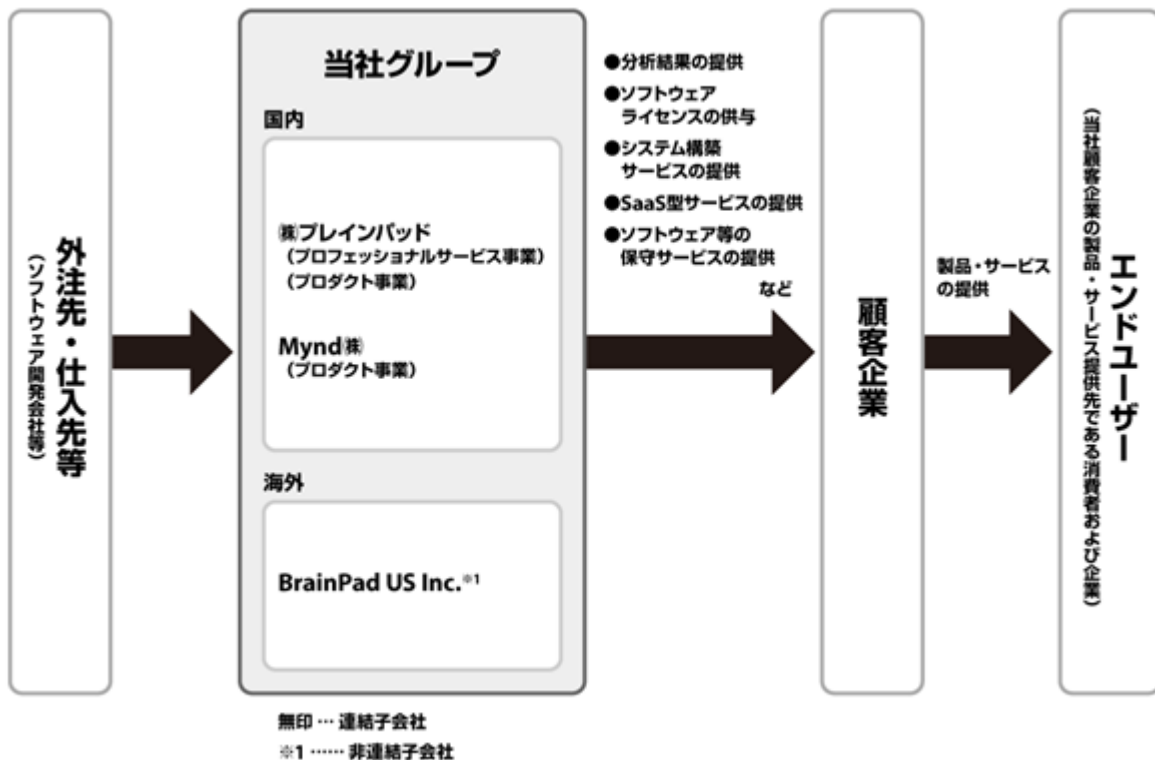 外注先・仕入先等
（ソフトウェア開発会社等）
当社グループ
国内
㈱ブレインパッド
（プロフェッショナルサービス事業）
（プロダクト事業）
Mynd㈱
（プロダクト事業）
海外
BrainPad US Inc.※1
無印 … 連結子会社
※1 …… 非連結子会社
●分析結果の提供
●ソフトウェア
ライセンスの供与
●システム構築
サービスの提供
●SaaS型サービスの提供
●ソフトウェア等の
保守サービスの提供
など
顧客企業
製品・サービス
の提供
エンドユーザー
（当社顧客企業の製品・サービス提供先である消費者および企業）